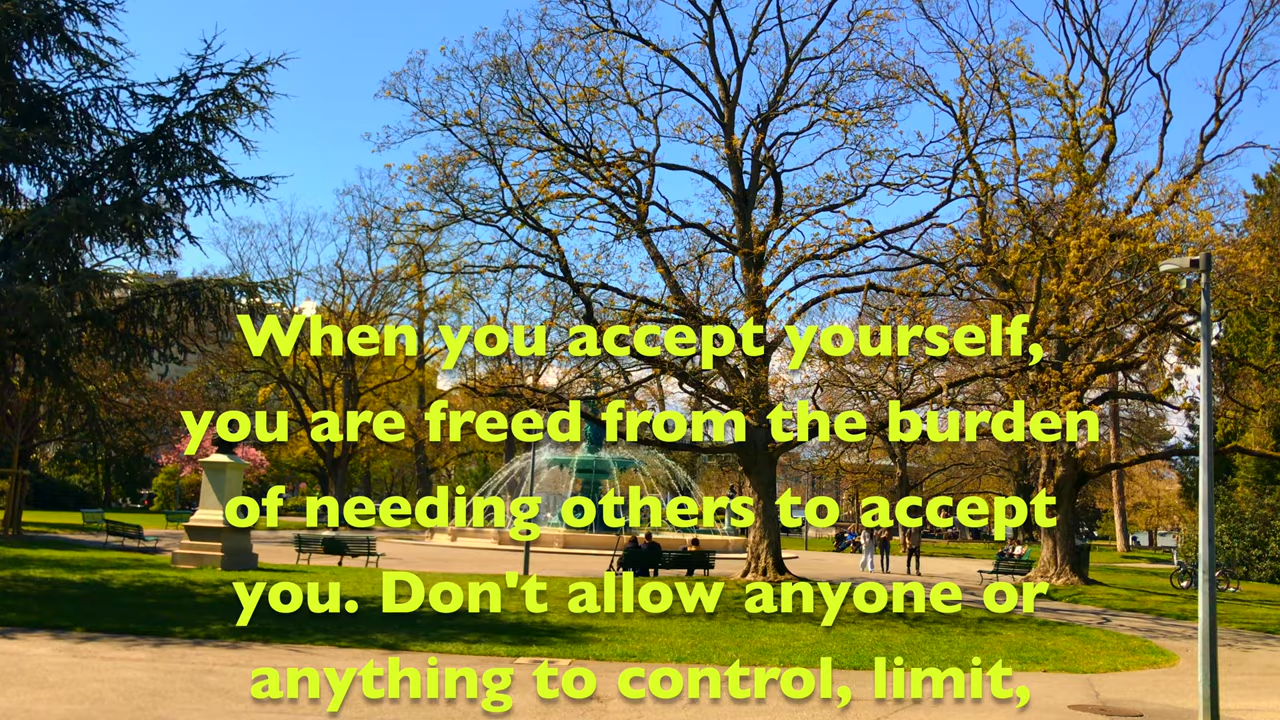 When you accept yourself,
you are freed from the burden
of needing others to accept
you. Don't allow anyone or
anything to control, limit,